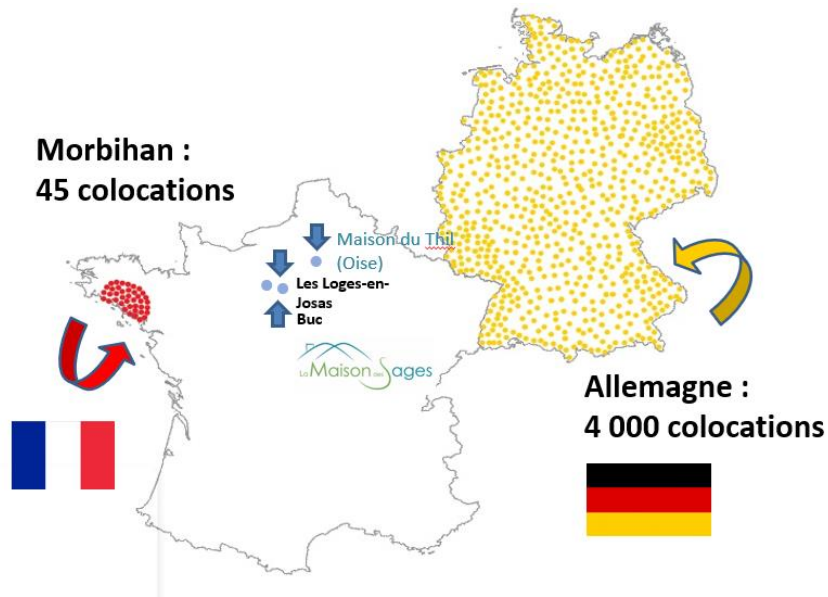 Morbihan :
45 colocations
Maison du Thil
(Oise)
Les Loges-en-
Josas
Buc
La Maison des Sages
Allemagne :
4 000 colocations